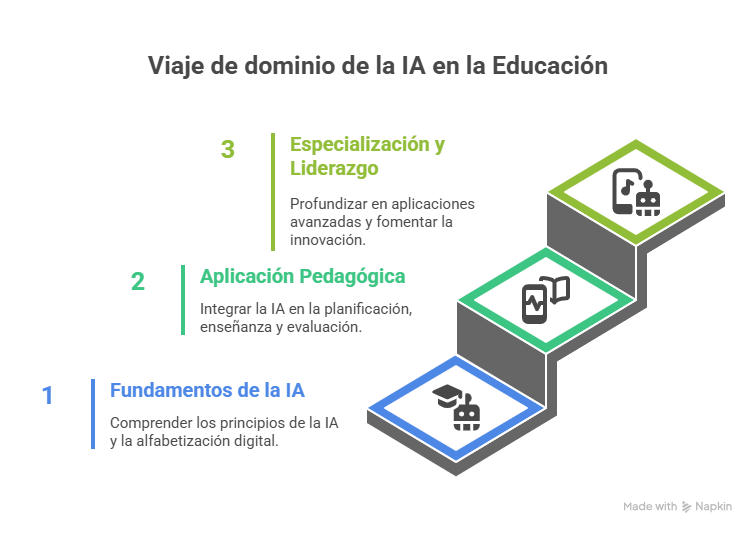 Viaje de dominio de la IA en la Educación
3
Especialización y
Liderazgo
Profundizar en aplicaciones
avanzadas y fomentar la
innovación.
2
Aplicación Pedagógica
Integrar la IA en la planificación,
enseñanza y evaluación.
1
Fundamentos de la IA
Comprender los principios de la IA
y la alfabetización digital.
Made with Napkin